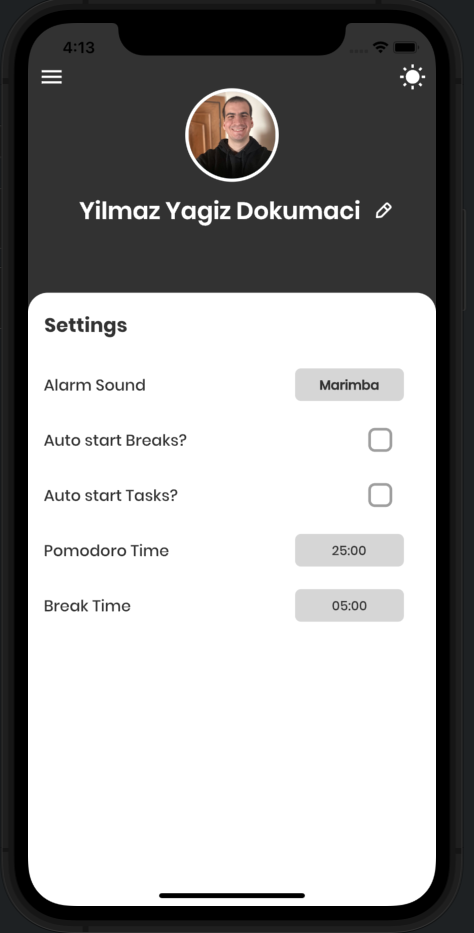 4:13
Yilmaz Yagiz Dokumaci
Settings
Alarm Sound
Marimba
Auto start Breaks?
Auto start Tasks?
Pomodoro Time
25:00
Break Time
05:00